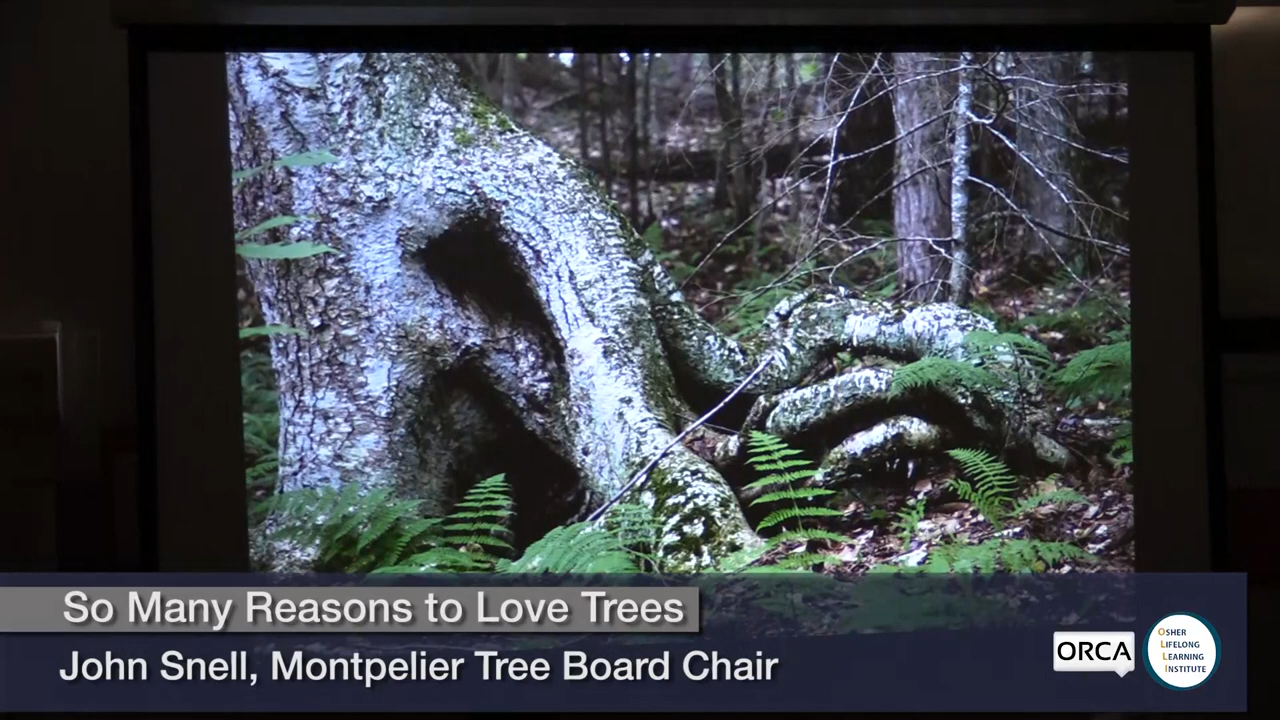 So Many Reasons to Love Trees
John Snell, Montpelier Tree Board Chair
ORCA
OSHER
LIFELONG
LEARNING
INSTITUTE